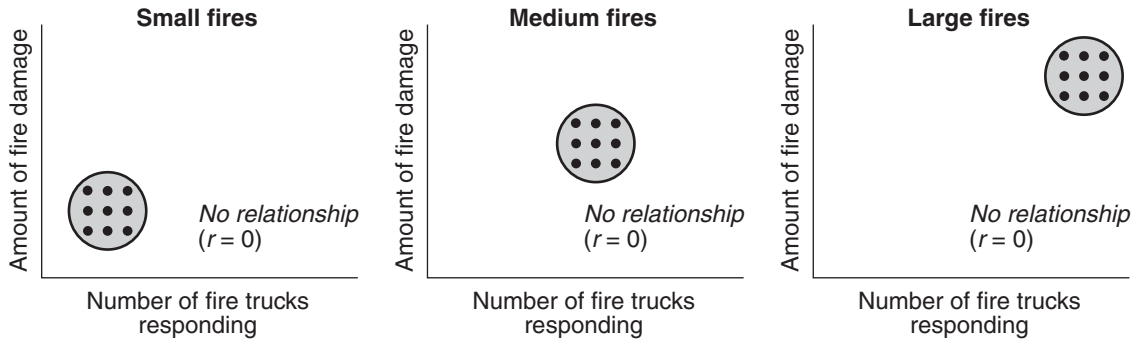 Small fires
Amount of fire damage
No relationship
(r = 0)
Number of fire trucks
responding
Medium fires
Amount of fire damage
No relationship
(r = 0)
Number of fire trucks
responding
Large fires
Amount of fire damage
No relationship
(r = 0)
Number of fire trucks
responding